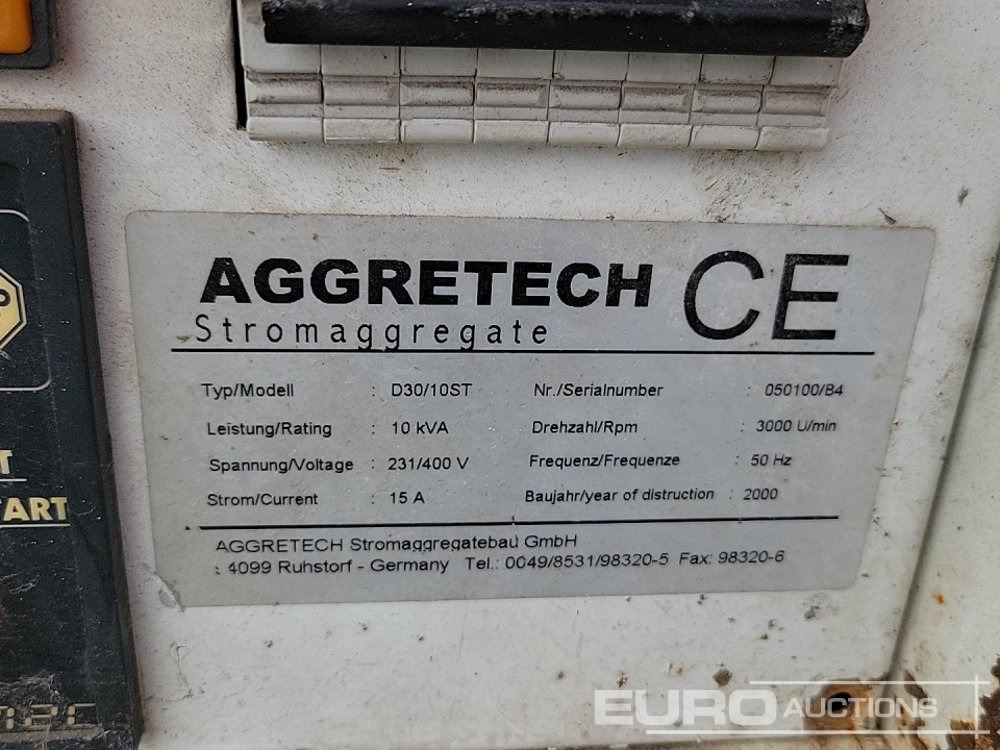 AGGRETECH CE
Stromaggregate
Typ/Modell : D30/10ST Nr./Serialnumber : 050100/84
Leistung/Rating : 10 kVA Drehzahl/Rpm : 3000 U/min
Spannung/Voltage : 231/400 V Frequenz/Frequenze : 50 Hz
Strom/Current : 15 A Baujahr/year of distruction : 2000
AGGRETECH Stromaggregatebau GmbH
4099 Ruhstorf - Germany Tel.: 0049/8531/98320-5 Fax: 98320-6
EURO AUCTIONS